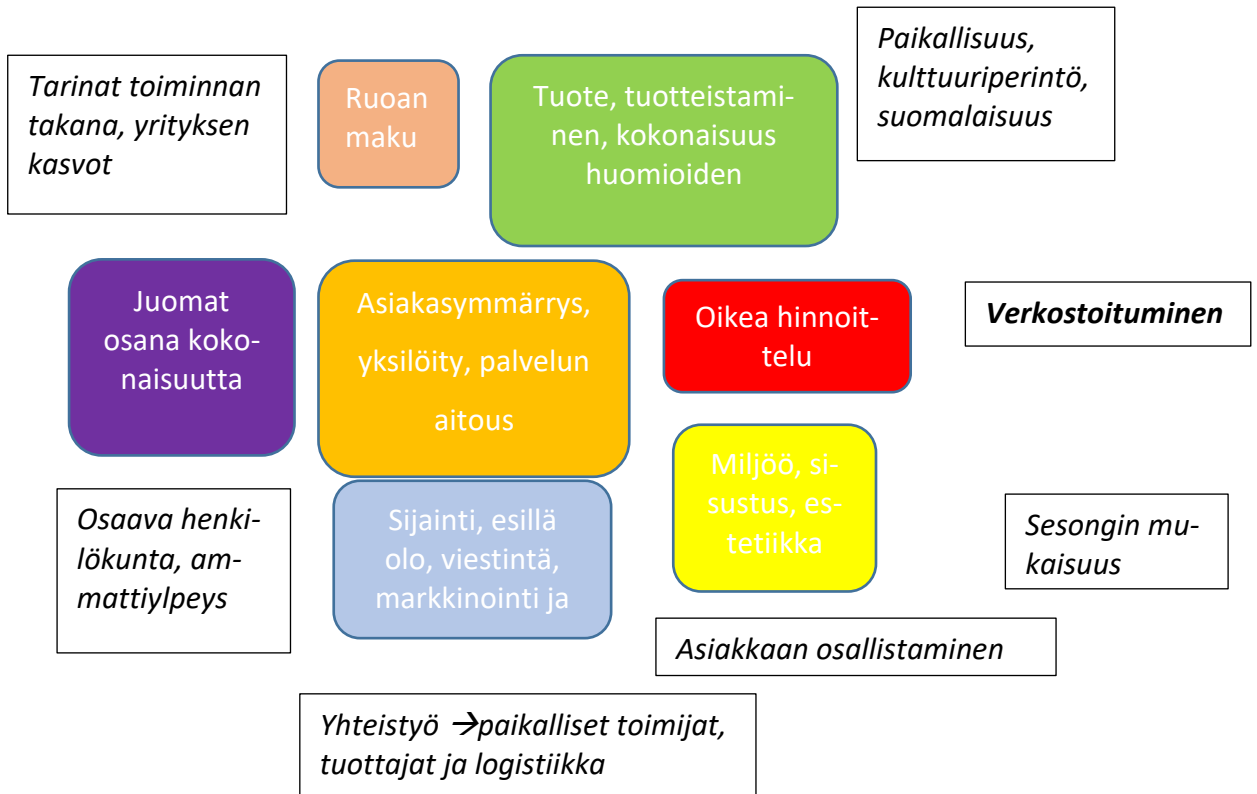 Tarinat toiminnan
takana, yrityksen
kasvot
Ruoan
maku
Tuote, tuotteistami-
nen, kokonaisuus
huomioiden
Paikallisuus,
kulttuuriperintö,
suomalaisuus
Juomat
osana koko-
naisuutta
Asiakasymmärrys,
yksilöity, palvelun
aitous
Oikea hinnoit-
telu
Verkostoituminen
Osaava henki-
lökunta, am-
mattiylpeys
Sijainti, esillä
olo, viestintä,
markkinointi ja
Miljöö, si-
sustus, es-
tetiikka
Sesongin mu-
kaisuus
Asiakkaan osallistaminen
Yhteistyö →paikalliset toimijat,
tuottajat ja logistiikka